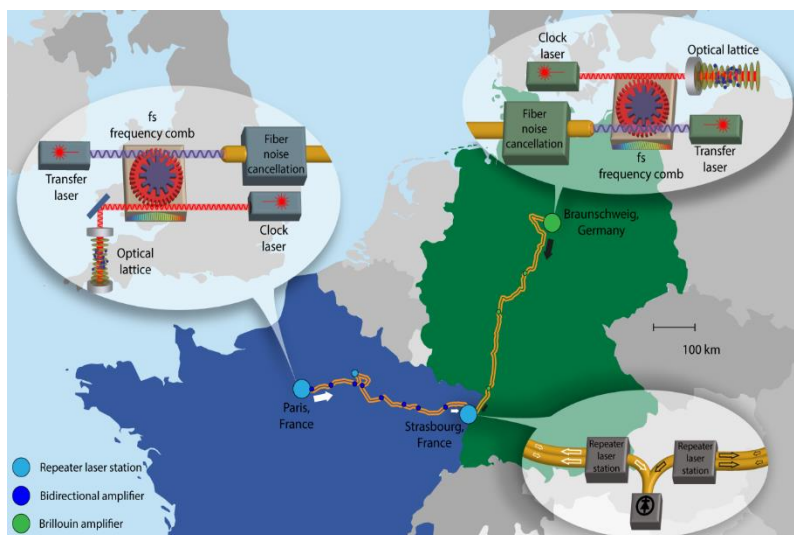 Clock
laser
Optical lattice
Fiber
noise
cancellation
fs
frequency comb
Transfer
laser
fs
frequency comb
Transfer
laser
Fiber
noise
cancellation
Clock
laser
Optical
lattice
Braunschweig,
Germany
100 km
Paris,
France
Strasbourg,
France
Repeater
laser
station
Repeater
laser
station
Repeater laser station
Bidirectional amplifier
Brillouin amplifier